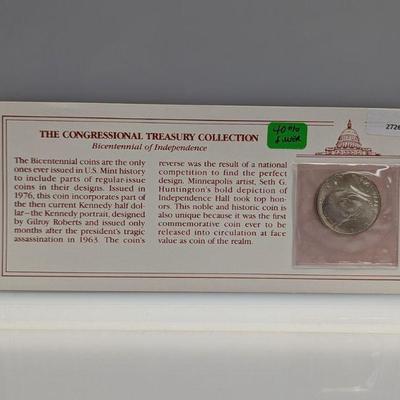 THE CONGRESSIONAL TREASURY COLLECTION
Bicentennial of Independence
40%
2726
The Bicentennial coins are the only
ones ever issued in U.S. Mint history
to include parts of regular-issue
coins in their designs. Issued in
1976, this coin incorporates part of
the then current Kennedy half dol-
lar—the Kennedy portrait, designed
by Gilroy Roberts and issued only
months after the president's tragic
assassination in 1963. The coin's
reverse was the result of a national
competition to find the perfect
design. Minneapolis artist, Seth G.
Huntington's bold depiction of
Independence Hall took top hon-
ors. This noble and historic coin is
also unique because it was the first
commemorative coin ever to be
released into circulation at face
value as coin of the realm.